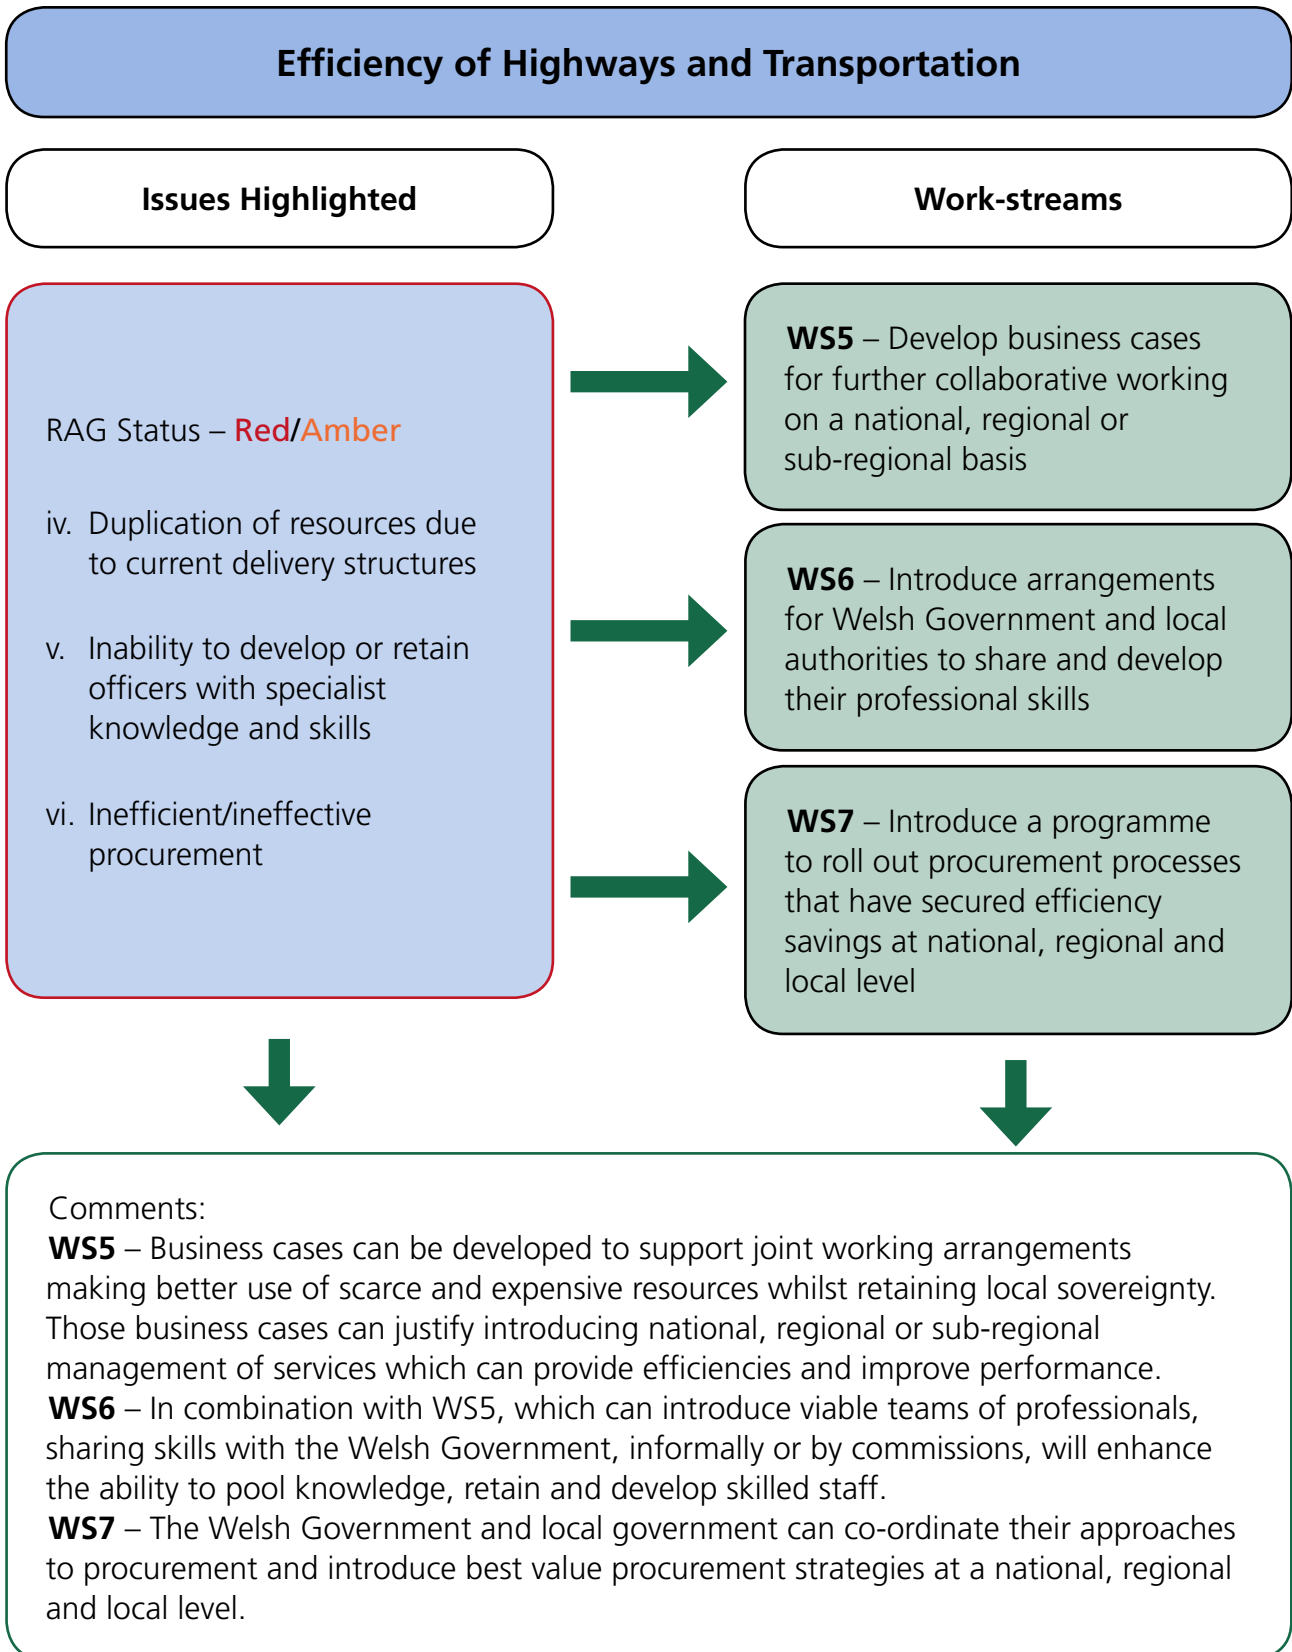 Efficiency of Highways and Transportation
Issues Highlighted
Work-streams
RAG Status – Red/Amber
iv. Duplication of resources due
to current delivery structures
v. Inability to develop or retain
officers with specialist
knowledge and skills
vi. Inefficient/ineffective
procurement
WS5 – Develop business cases
for further collaborative working
on a national, regional or
sub-regional basis
WS6 – Introduce arrangements
for Welsh Government and local
authorities to share and develop
their professional skills
WS7 – Introduce a programme
to roll out procurement processes
that have secured efficiency
savings at national, regional and
local level
Comments:
WS5 – Business cases can be developed to support joint working arrangements
making better use of scarce and expensive resources whilst retaining local sovereignty.
Those business cases can justify introducing national, regional or sub-regional
management of services which can provide efficiencies and improve performance.
WS6 – In combination with WS5, which can introduce viable teams of professionals,
sharing skills with the Welsh Government, informally or by commissions, will enhance
the ability to pool knowledge, retain and develop skilled staff.
WS7 – The Welsh Government and local government can co-ordinate their approaches
to procurement and introduce best value procurement strategies at a national, regional
and local level.